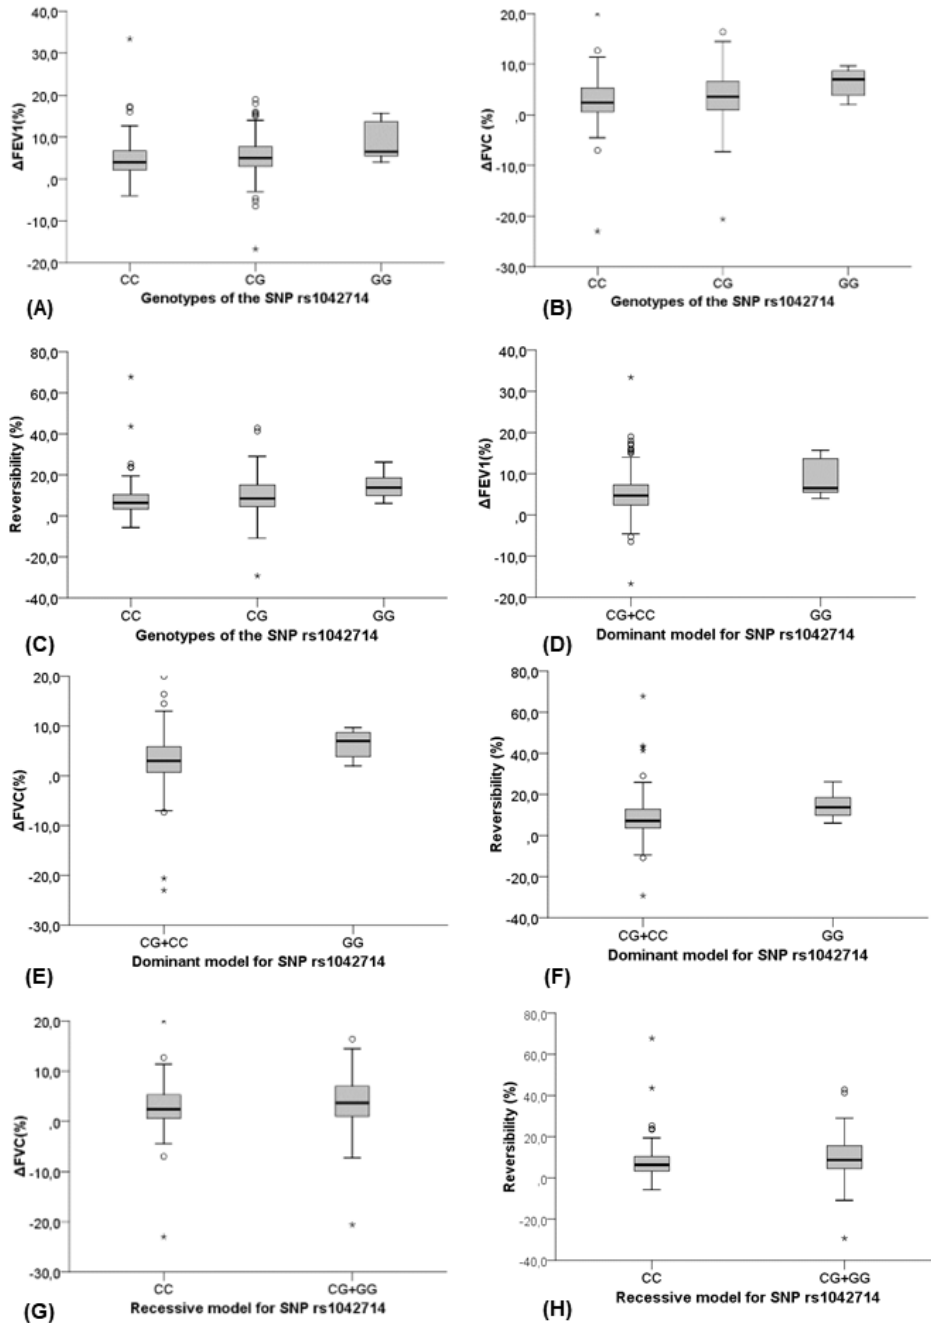 40,0
30,0
20,0
10,0
,0
-10,0
-20,0
ΔFEV1(%)
CC CG GG
Genotypes of the SNP rs1042714
(A)
20,0
10,0
,0
-10,0
-20,0
-30,0
ΔFVC (%)
CC CG GG
Genotypes of the SNP rs1042714
(B)
80,0
60,0
40,0
20,0
,0
-20,0
-40,0
Reversibility (%)
CC CG GG
Genotypes of the SNP rs1042714
(C)
40,0
30,0
20,0
10,0
,0
-10,0
-20,0
ΔFEV1(%)
CG+CC GG
Dominant model for SNP rs1042714
(D)
20,0
10,0
,0
-10,0
-20,0
-30,0
ΔFVC(%)
CG+CC GG
Dominant model for SNP rs1042714
(E)
80,0
60,0
40,0
20,0
,0
-20,0
-40,0
Reversibility (%)
CG+CC GG
Dominant model for SNP rs1042714
(F)
20,0
10,0
,0
-10,0
-20,0
-30,0
ΔFVC(%)
CC CG+GG
Recessive model for SNP rs1042714
(G)
80,0
60,0
40,0
20,0
,0
-20,0
-40,0
Reversibility (%)
CC CG+GG
Recessive model for SNP rs1042714
(H)